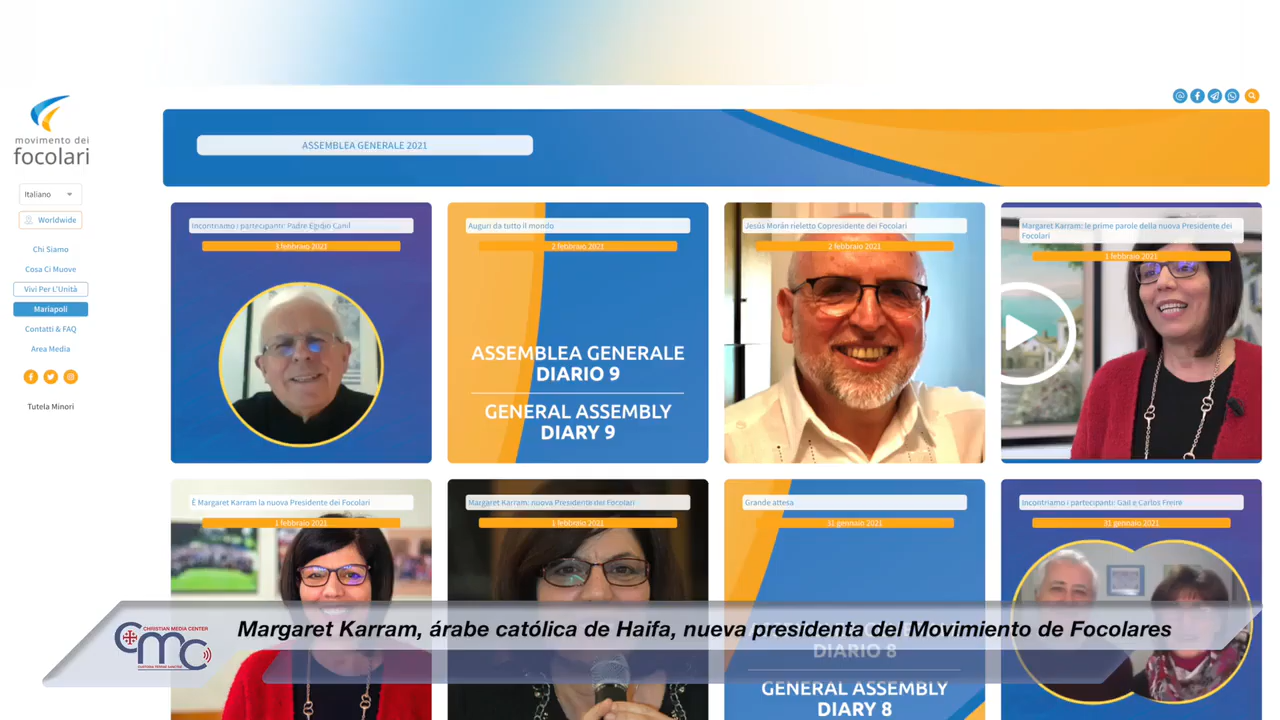 movimento dei
focolari
Italiano
Worldwide
Chi Siamo
Cosa Ci Muove
Vivi Per L'Unità
Mariapoli
Contatti & FAQ
Area Media
Tutela Minori
ASSEMBLEA GENERALE 2021
Incontriamo i partecipanti: Padre Egidio Canil
3 febbraio 2021
Auguri da tutto il mondo
2 febbraio 2021
ASSEMBLEA GENERALE
DIARIO 9
GENERAL ASSEMBLY
DIARY 9
Jesús Morán rieletto Copresidente dei Focolari
2 febbraio 2021
Margaret Karram: le prime parole della nuova Presidente dei
Focolari
1 febbraio 2021
È Margaret Karram la nuova Presidente dei Focolari
1 febbraio 2021
Margaret Karram: nuova Presidente dei Focolari
1 febbraio 2021
Grande attesa
31 gennaio 2021
DIARIO 8
GENERAL ASSEMBLY
DIARY 8
Incontriamo i partecipanti: Gail e Carlos Freire
31 gennaio 2021
CHRISTIAN MEDIA CENTER
CMC
CUSTODIA TERRAE SANCTAE
Margaret Karram, árabe católica de Haifa, nueva presidenta del Movimiento de Focolares